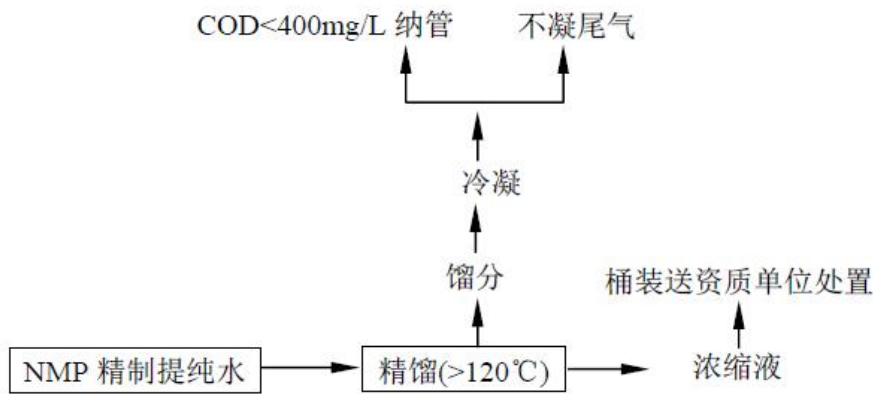 COD<400mg/L 纳管
不凝尾气
冷凝
馏分
桶装送资质单位处置
NMP 精制提纯水
精馏(>120℃)
浓缩液